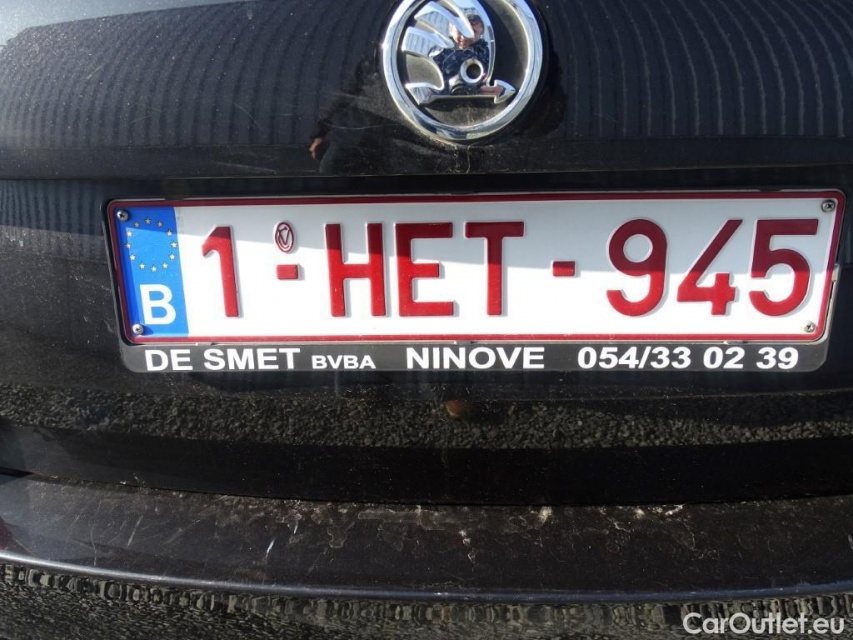 B 1-HET-945
DE SMET BVBA NINOVE 054/33 02 39
CarOutlet.eu